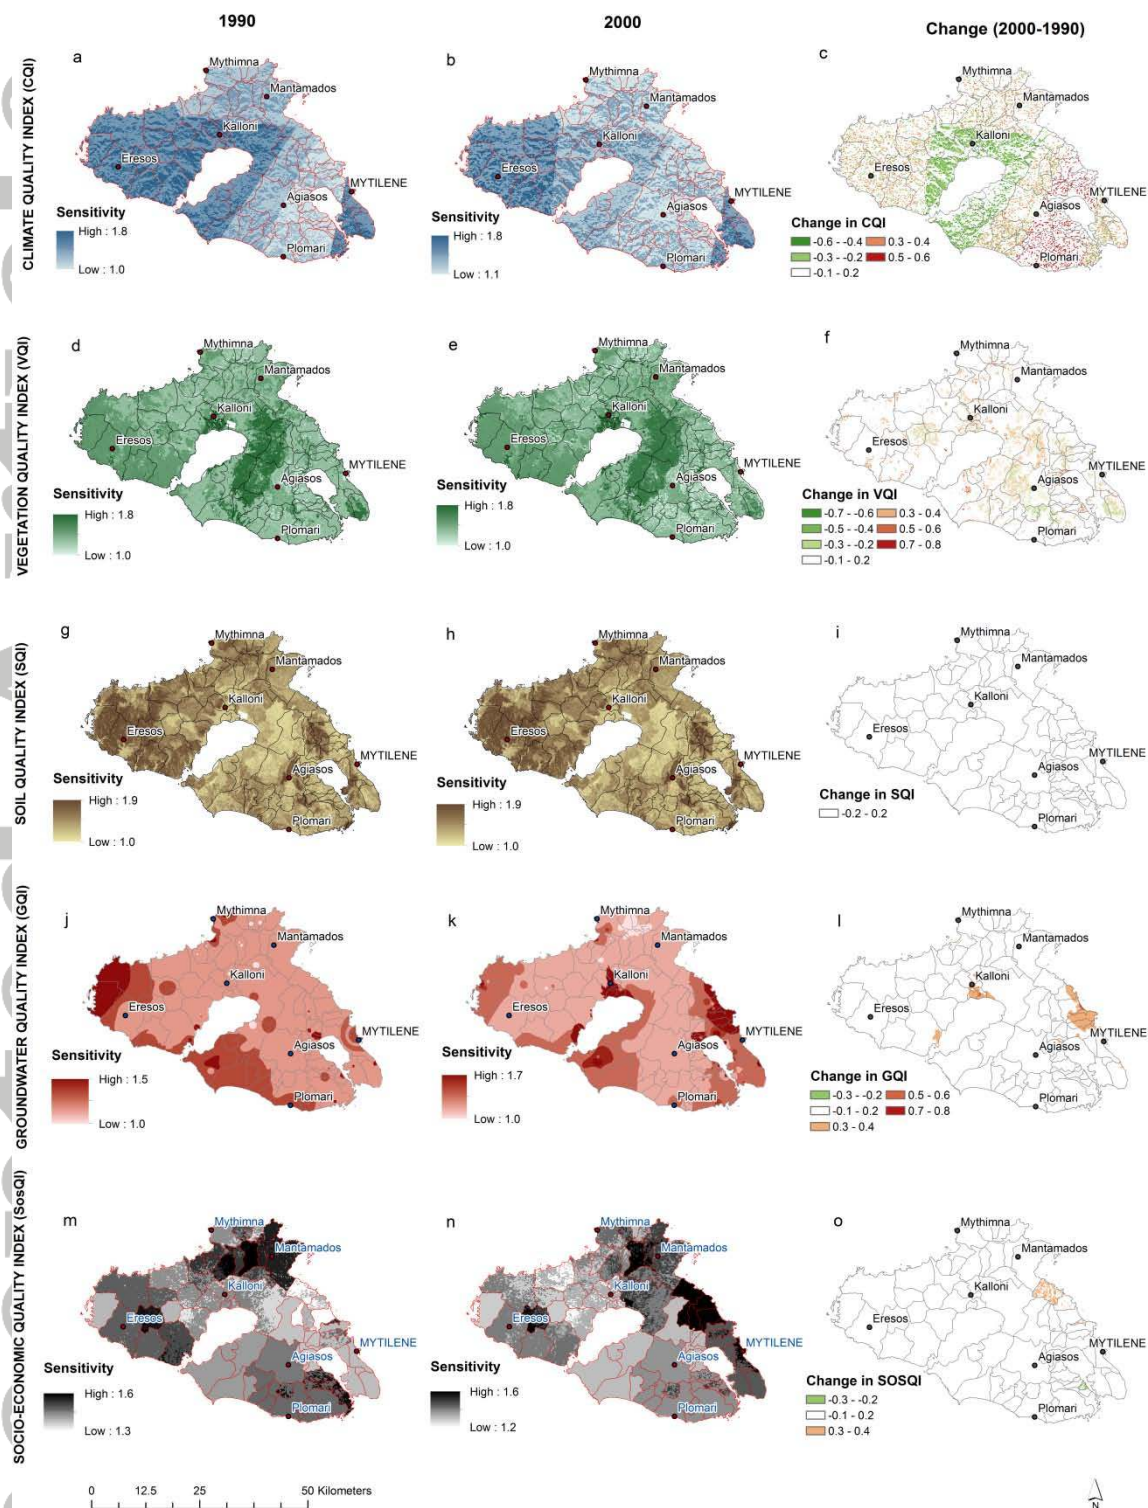 1990
2000
Change (2000-1990)
CLIMATE QUALITY INDEX (CQI)
a
Mythimna
Mantamados
Kalloni
Eresos
MYTILENE
Agiasos
Plomari
Sensitivity
High : 1.8
Low : 1.0
b
Mythimna
Mantamados
Kalloni
Eresos
MYTILENE
Agiasos
Plomari
Sensitivity
High : 1.8
Low : 1.1
c
Mythimna
Mantamados
Kalloni
Eresos
MYTILENE
Agiasos
Plomari
Change in CQI
-0.6 - -0.4
0.3 - 0.4
-0.3 - -0.2
0.5 - 0.6
-0.1 - 0.2
VEGETATION QUALITY INDEX (VQI)
d
Mythimna
Mantamados
Kalloni
Eresos
MYTILENE
Agiasos
Plomari
Sensitivity
High : 1.8
Low : 1.0
e
Mythimna
Mantamados
Kalloni
Eresos
MYTILENE
Agiasos
Plomari
Sensitivity
High : 1.8
Low : 1.0
f
Mythimna
Mantamados
Kalloni
Eresos
MYTILENE
Agiasos
Plomari
Change in VQI
-0.7 - -0.6
0.3 - 0.4
-0.5 - -0.4
0.5 - 0.6
-0.3 - -0.2
0.7 - 0.8
-0.1 - 0.2
SOIL QUALITY INDEX (SQI)
g
Mythimna
Mantamados
Kalloni
Eresos
MYTILENE
Agiasos
Plomari
Sensitivity
High : 1.9
Low : 1.0
h
Mythimna
Mantamados
Kalloni
Eresos
MYTILENE
Agiasos
Plomari
Sensitivity
High : 1.9
Low : 1.0
i
Mythimna
Mantamados
Kalloni
Eresos
MYTILENE
Agiasos
Plomari
Change in SQI
-0.2 - 0.2
GROUNDWATER QUALITY INDEX (GQI)
j
Mythimna
Mantamados
Kalloni
Eresos
MYTILENE
Agiasos
Plomari
Sensitivity
High : 1.5
Low : 1.0
k
Mythimna
Mantamados
Kalloni
Eresos
MYTILENE
Agiasos
Plomari
Sensitivity
High : 1.7
Low : 1.0
l
Mythimna
Mantamados
Kalloni
Eresos
MYTILENE
Agiasos
Plomari
Change in GQI
-0.3 - -0.2
0.5 - 0.6
-0.1 - 0.2
0.7 - 0.8
0.3 - 0.4
SOCIO-ECONOMIC QUALITY INDEX (SosQI)
m
Mythimna
Mantamados
Kalloni
Eresos
MYTILENE
Agiasos
Plomari
Sensitivity
High : 1.6
Low : 1.3
n
Mythimna
Mantamados
Kalloni
Eresos
MYTILENE
Agiasos
Plomari
Sensitivity
High : 1.6
Low : 1.2
o
Mythimna
Mantamados
Kalloni
Eresos
MYTILENE
Agiasos
Plomari
Change in SOSQI
-0.3 - -0.2
-0.1 - 0.2
0.3 - 0.4
0 12.5 25 50 Kilometers
N